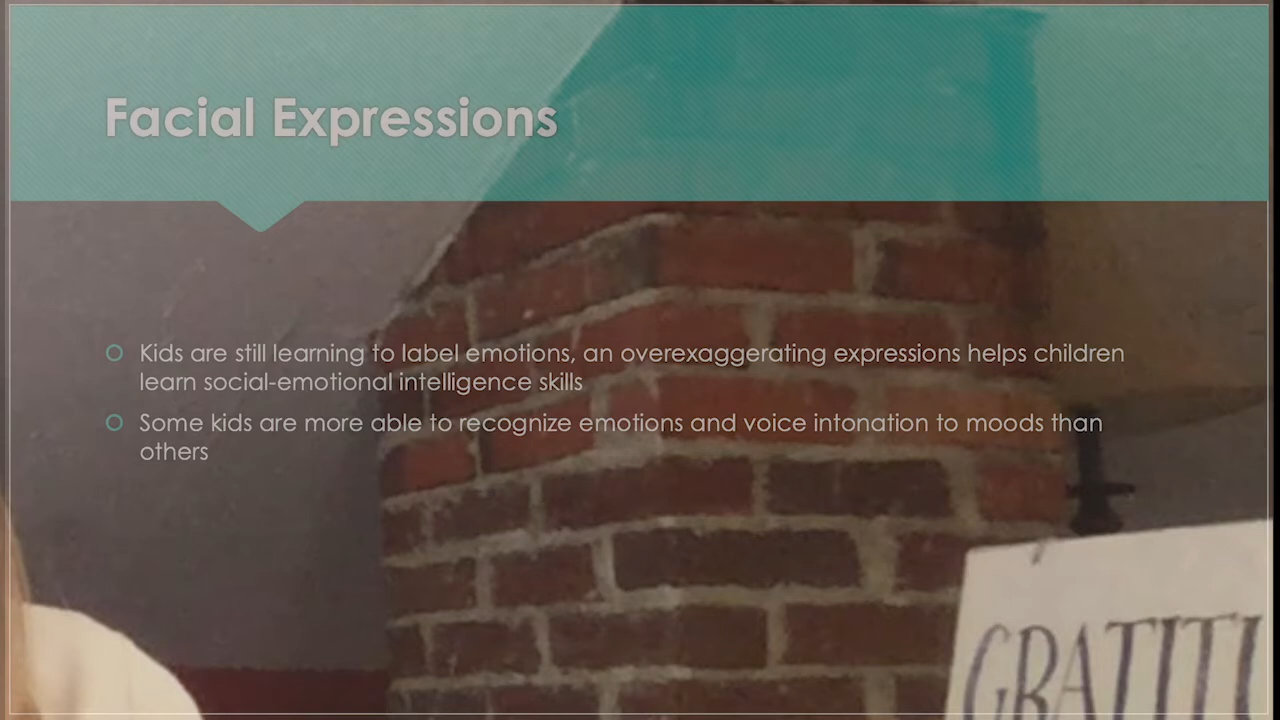 Facial Expressions
Kids are still learning to label emotions, an overexaggerating expressions helps children
learn social-emotional intelligence skills
Some kids are more able to recognize emotions and voice intonation to moods than
others
GRATITU